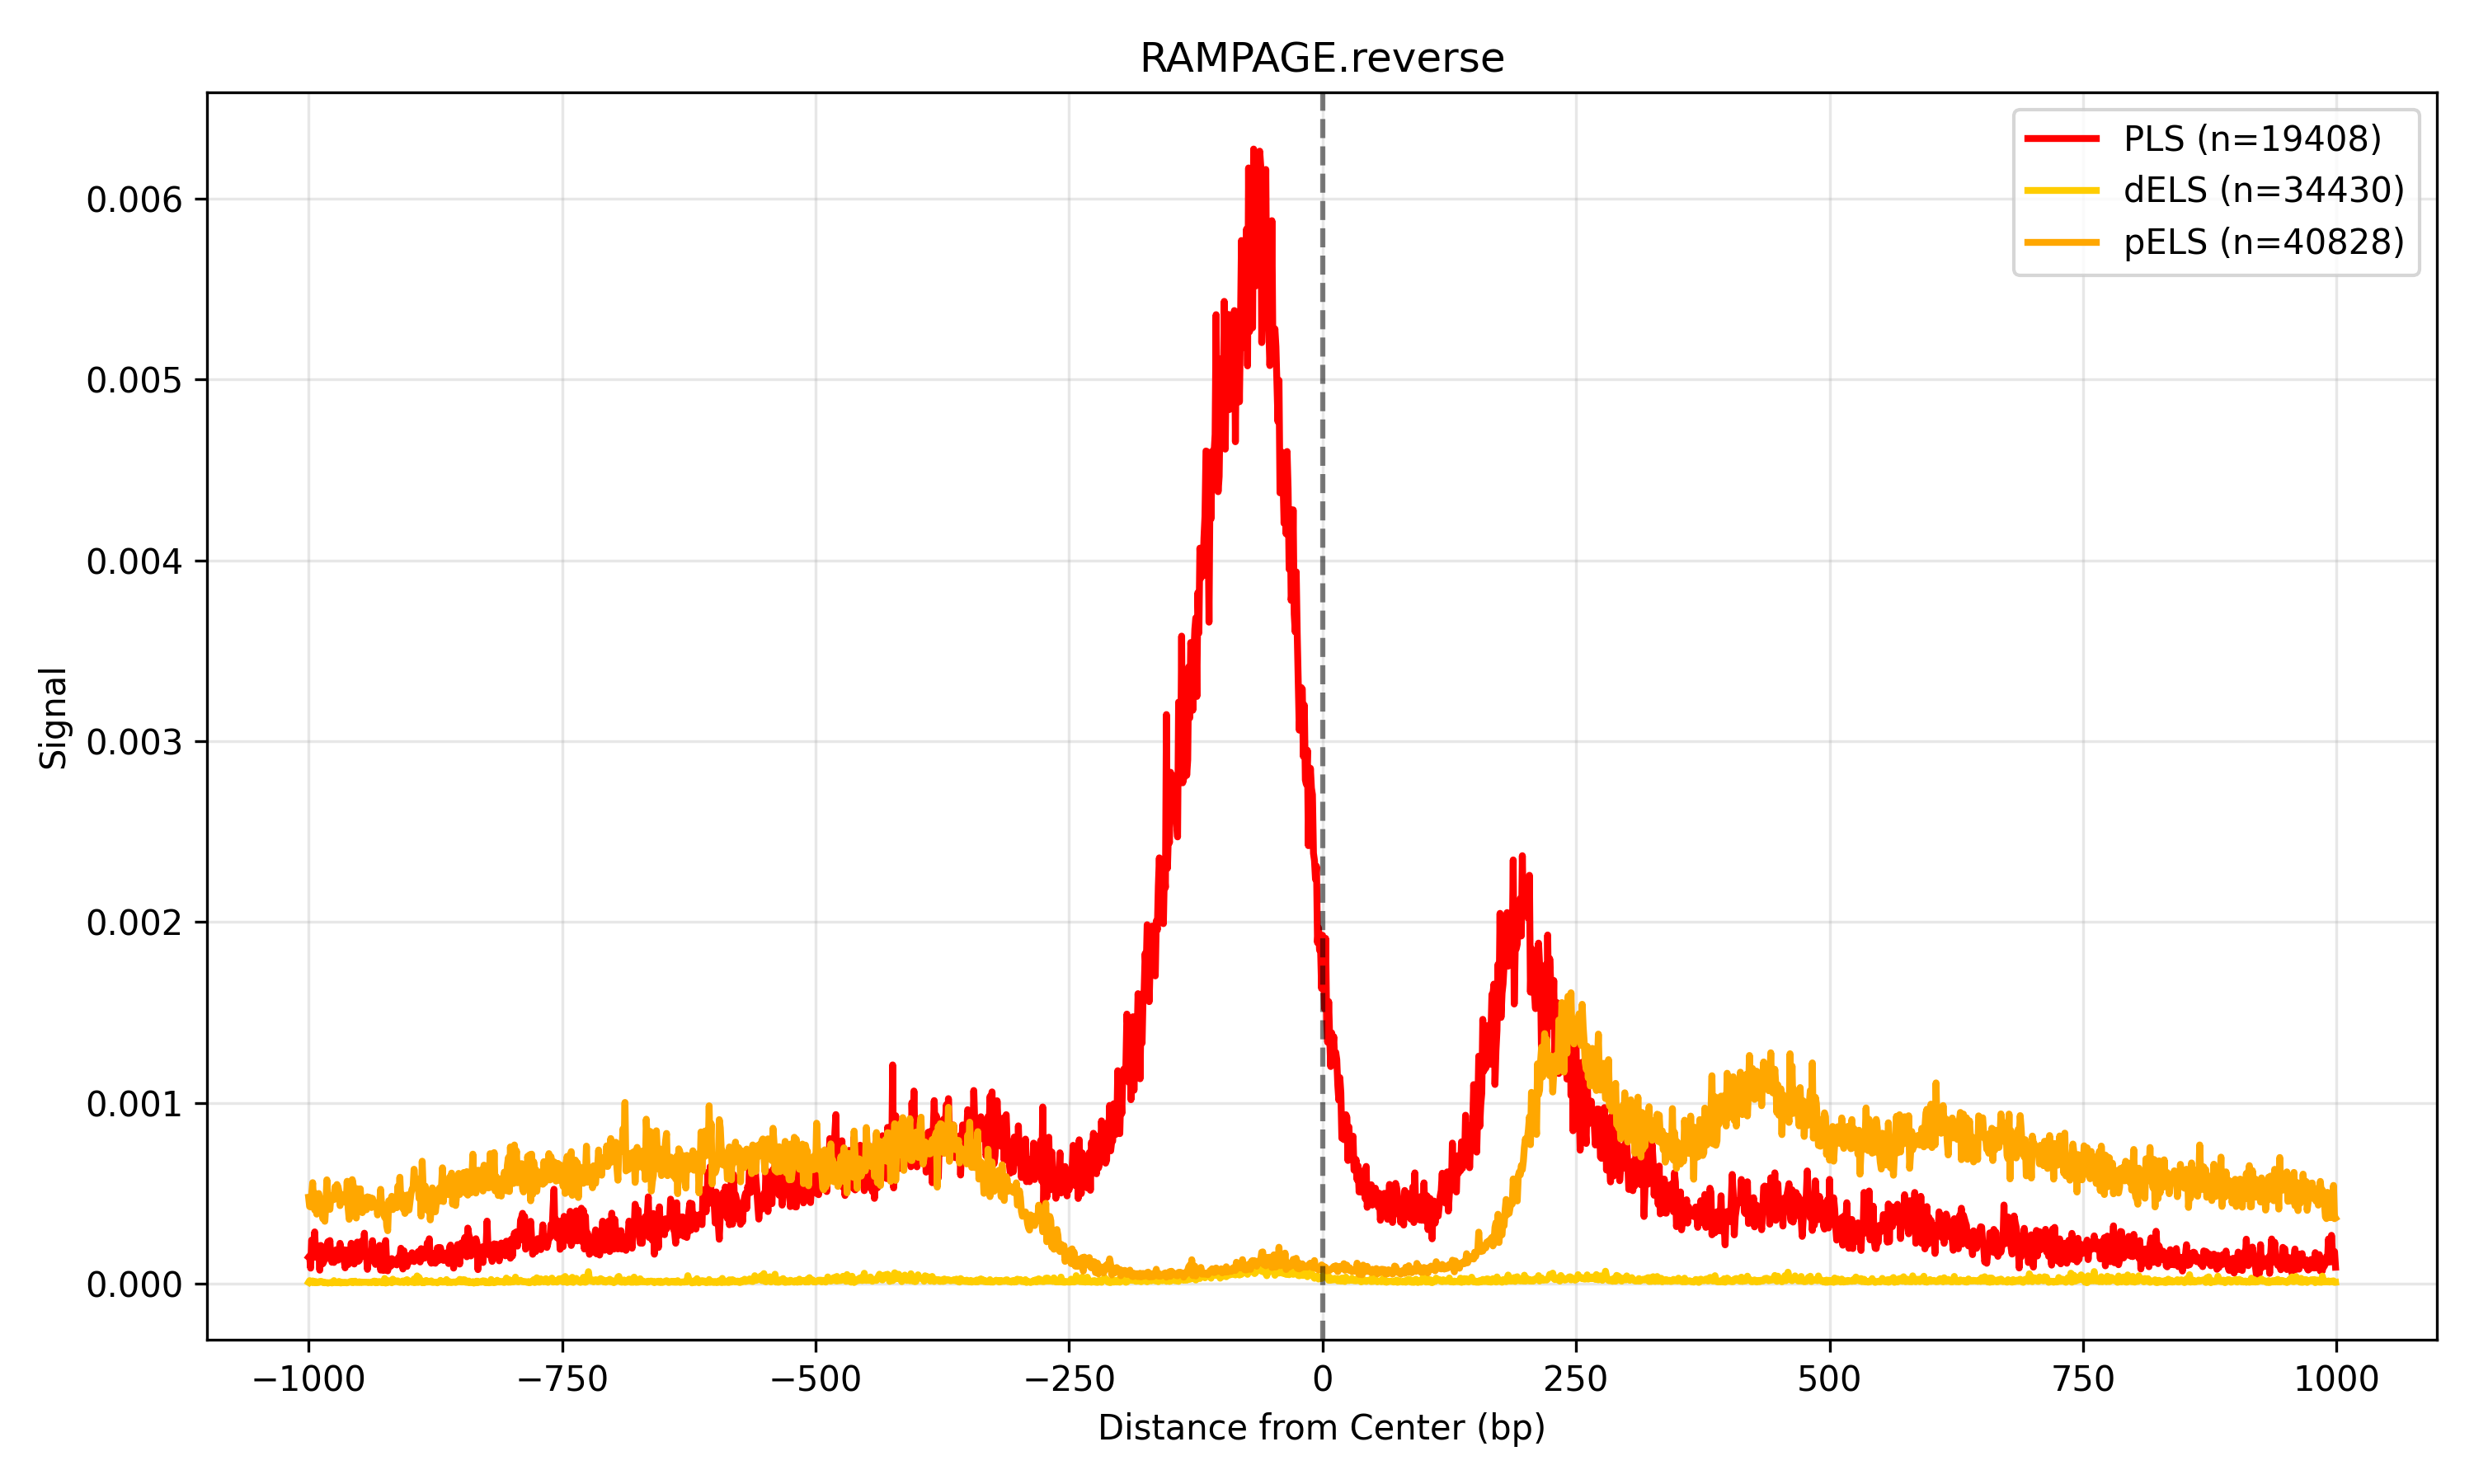 RAMPAGE.reverse
PLS (n=19408)
dELS (n=34430)
pELS (n=40828)
Signal
0.006
0.005
0.004
0.003
0.002
0.001
0.000
−1000
−750
−500
−250
0
250
500
750
1000
Distance from Center (bp)